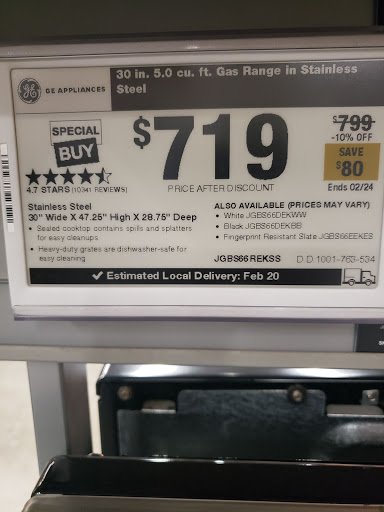 30 in. 5.0 cu. ft. Gas Range in Stainless
Steel
GE APPLIANCES
SPECIAL
BUY
4.7 STARS (10341 REVIEWS)
$719
PRICE AFTER DISCOUNT
$799
-10% OFF
SAVE
$80
Ends 02/24
Stainless Steel
30" Wide X 47.25" High X 28.75" Deep
• Sealed cooktop contains spills and splatters
for easy cleanups
• Heavy-duty grates are dishwasher-safe for
easy cleaning
ALSO AVAILABLE (PRICES MAY VARY)
• White JGBS66DEKWW
• Black JGBS66DEKBB
• Fingerprint Resistant Slate JGBS66EEKES
JGBS66REKSS
D.D.1001-763-534
✓ Estimated Local Delivery: Feb 20